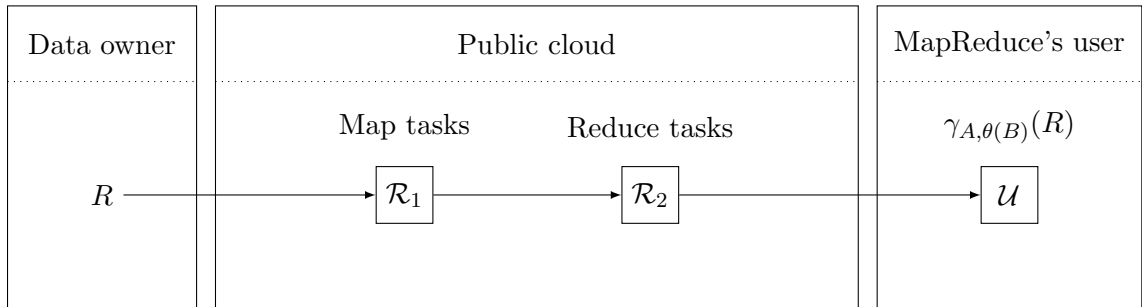 Data owner
Public cloud
MapReduce's user
Map tasks
Reduce tasks
γ_{A,θ(B)}(R)
R
ℛ₁
ℛ₂
𝒰